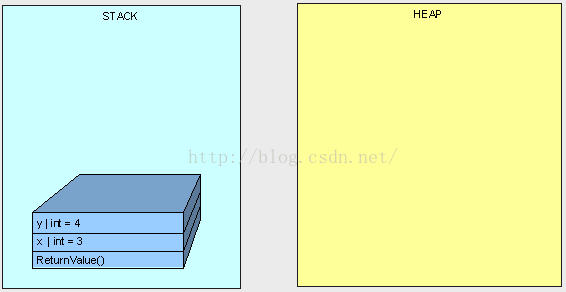 STACK
HEAP
http://blog.csdn.net/
y | int = 4
x | int = 3
ReturnValue()